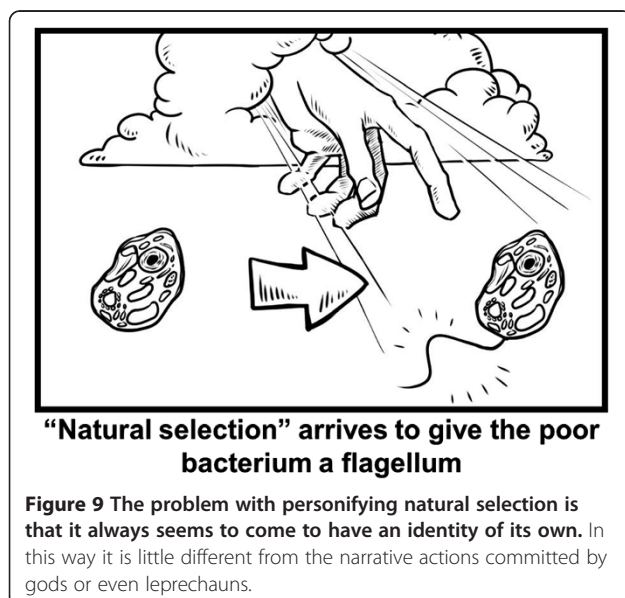 “Natural selection” arrives to give the poor
bacterium a flagellum
Figure 9 The problem with personifying natural selection is
that it always seems to come to have an identity of its own. In
this way it is little different from the narrative actions committed by
gods or even leprechauns.